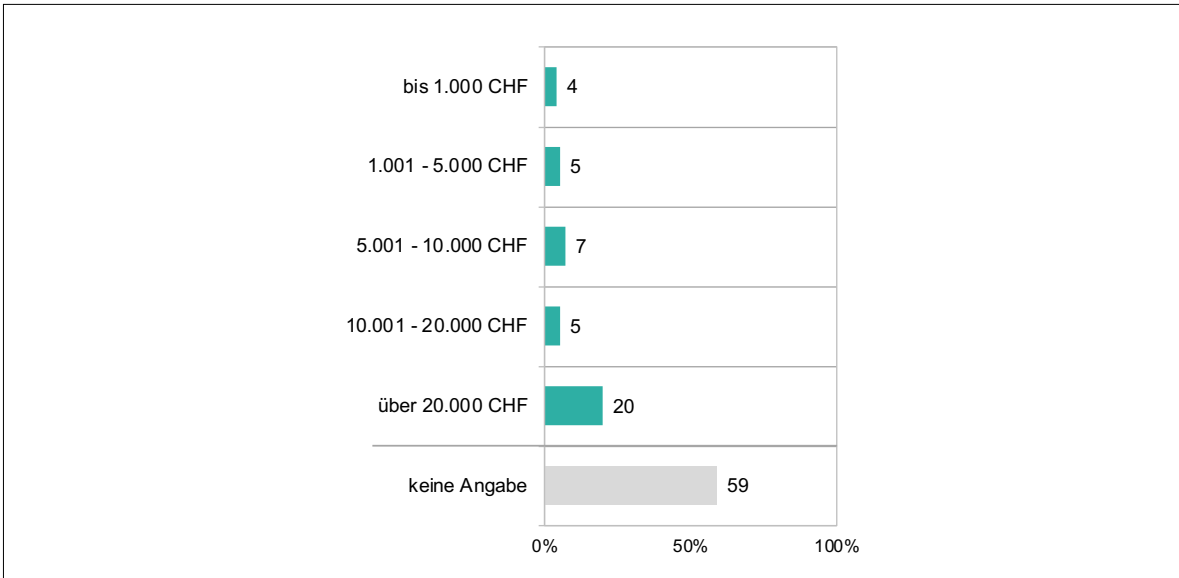 bis 1.000 CHF 4
1.001 - 5.000 CHF 5
5.001 - 10.000 CHF 7
10.001 - 20.000 CHF 5
über 20.000 CHF 20
keine Angabe 59
0% 50% 100%